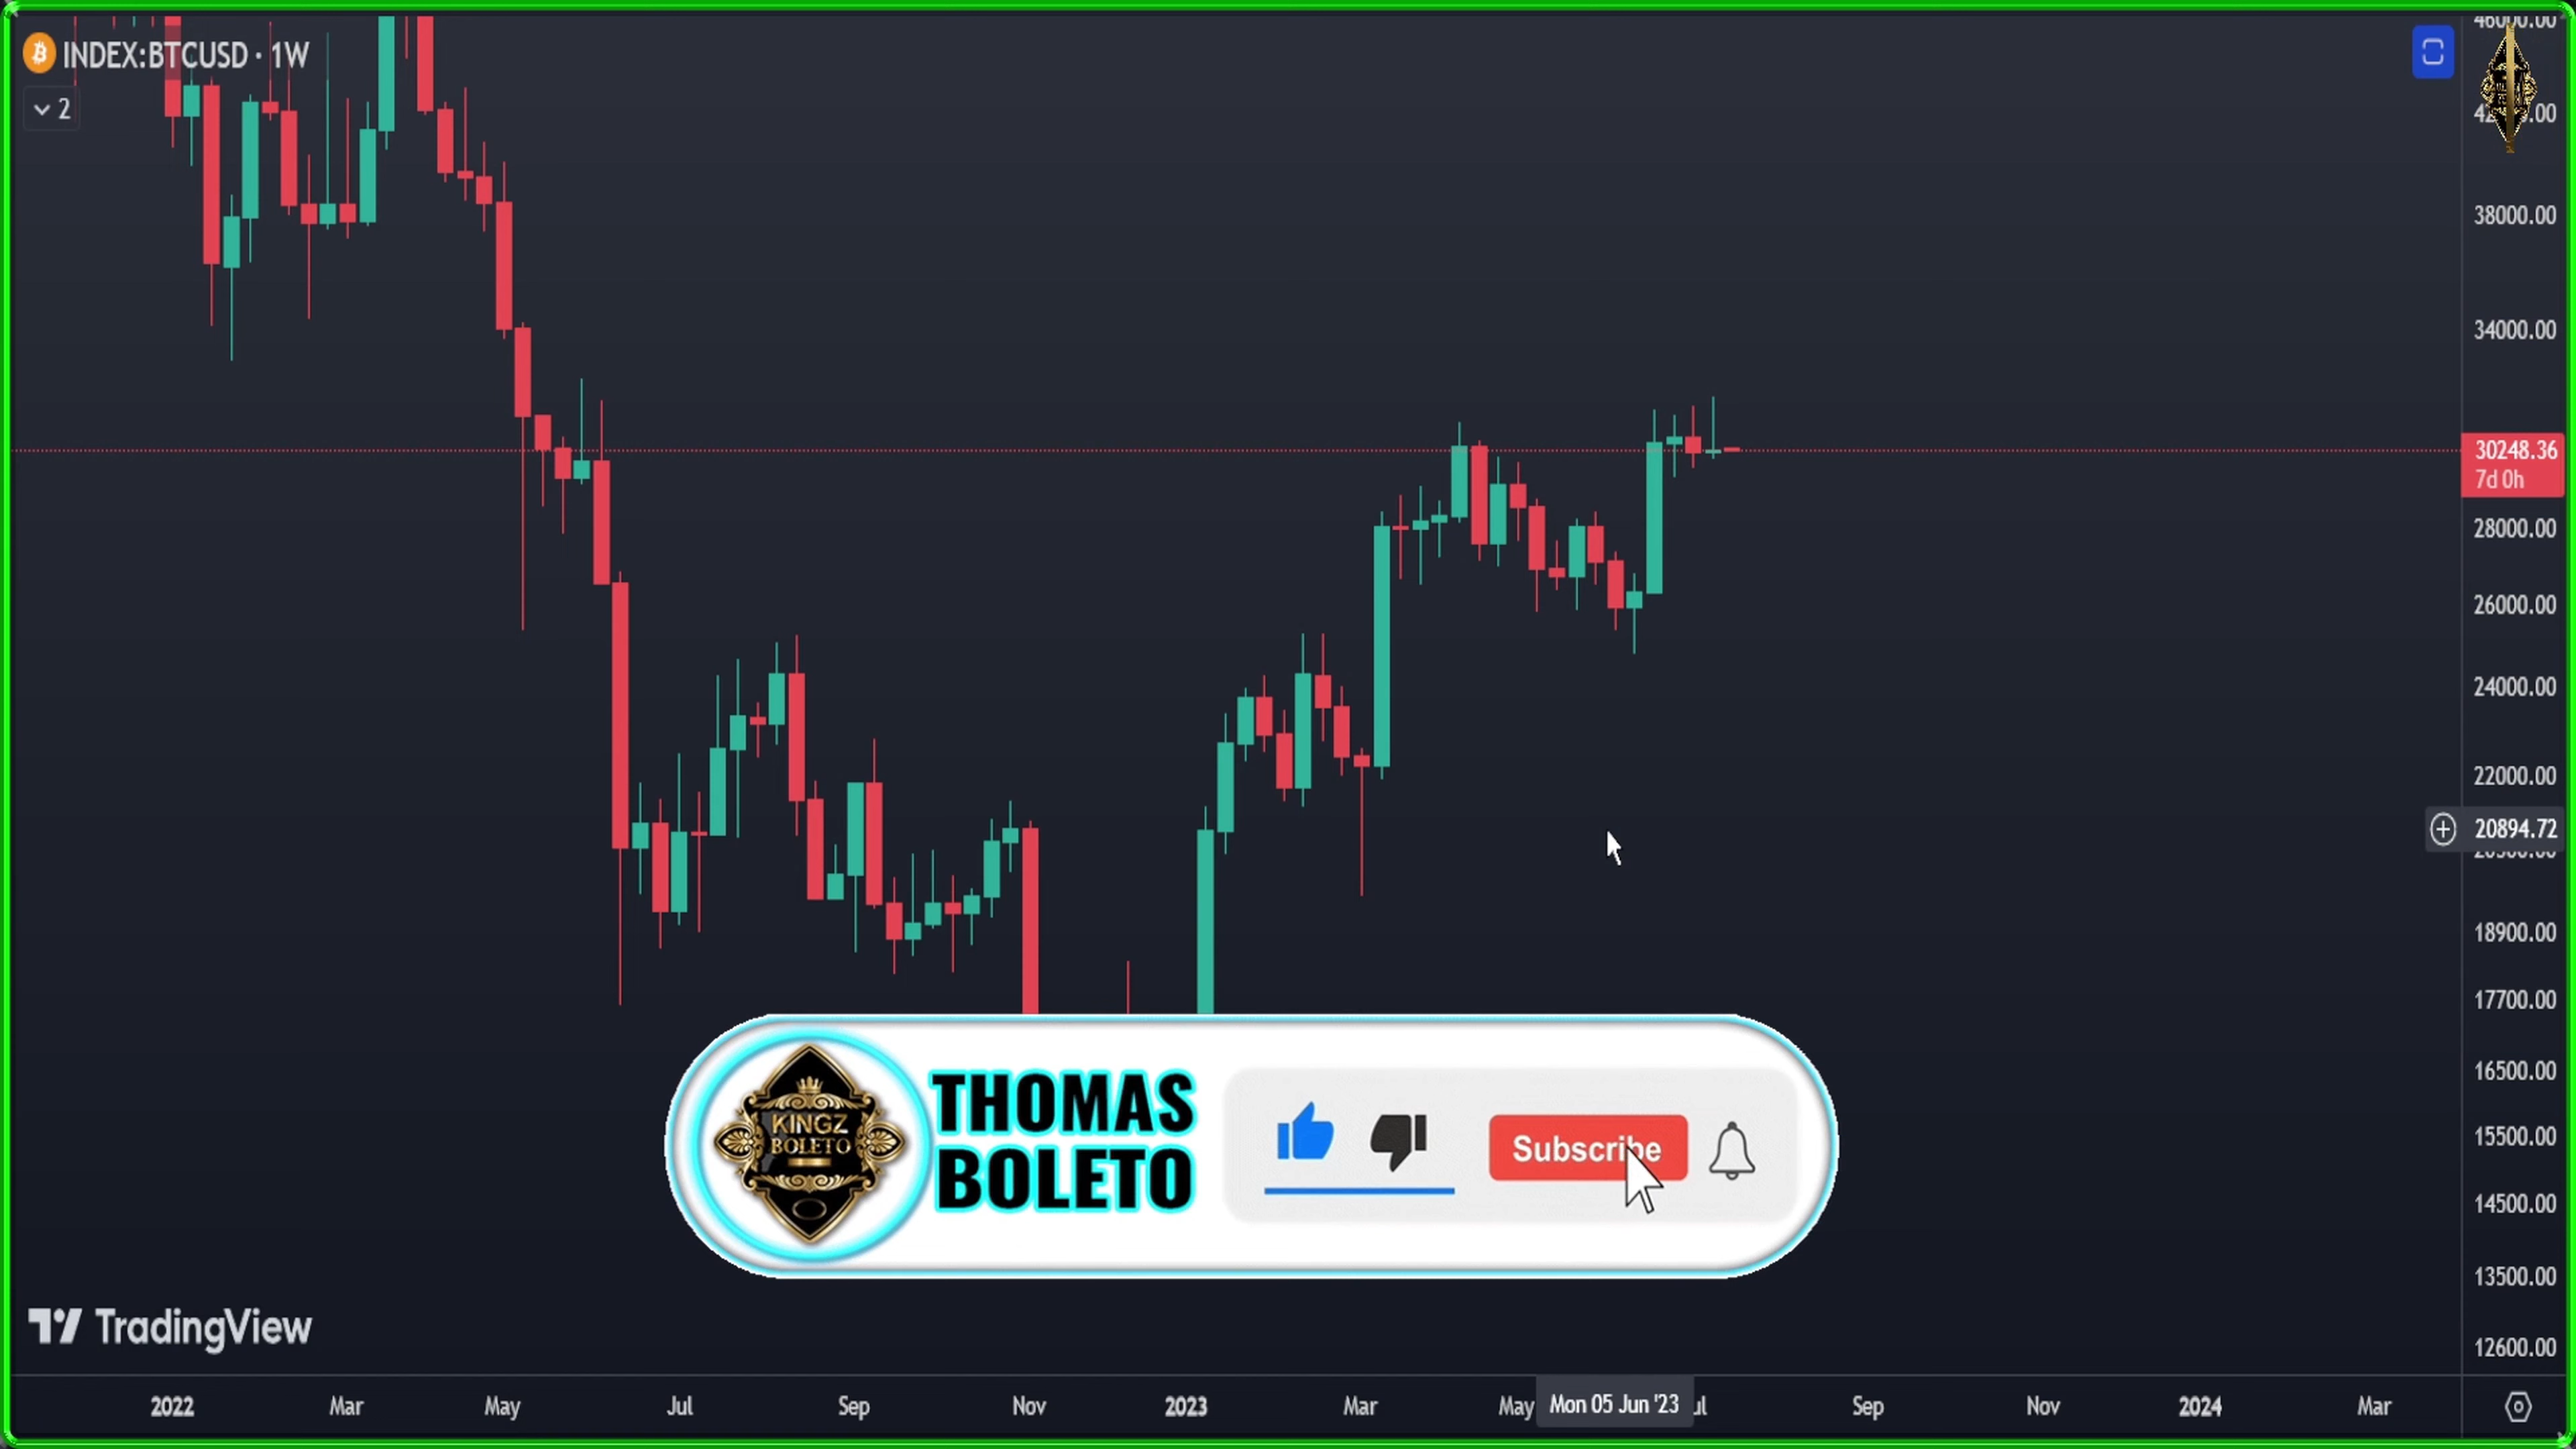 INDEX:BTCUSD · 1W
2
38000.00
34000.00
30248.36
7d 0h
28000.00
26000.00
24000.00
22000.00
20894.72
18900.00
17700.00
16500.00
15500.00
14500.00
13500.00
12600.00
KINGZ
BOLETO
THOMAS
BOLETO
Subscribe
TradingView
2022 Mar May Jul Sep Nov 2023 Mar May Mon 05 Jun '23 Sep Nov 2024 Mar